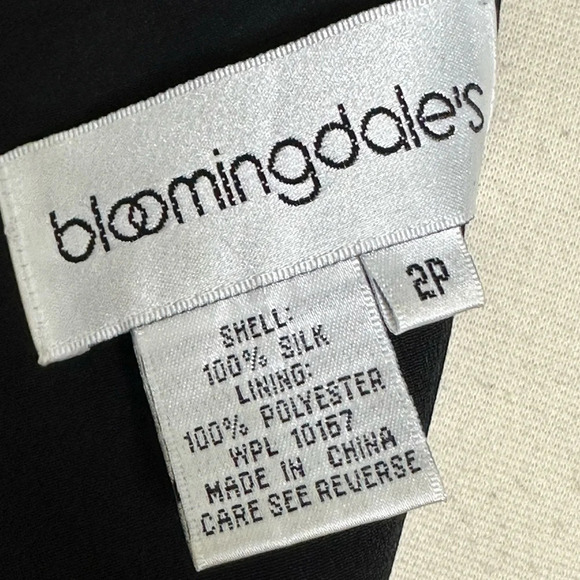 bloomingdale's
2P
SHELL:
100% SILK
LINING:
100% POLYESTER
WPL 10167
MADE IN CHINA
CARE SEE REVERSE